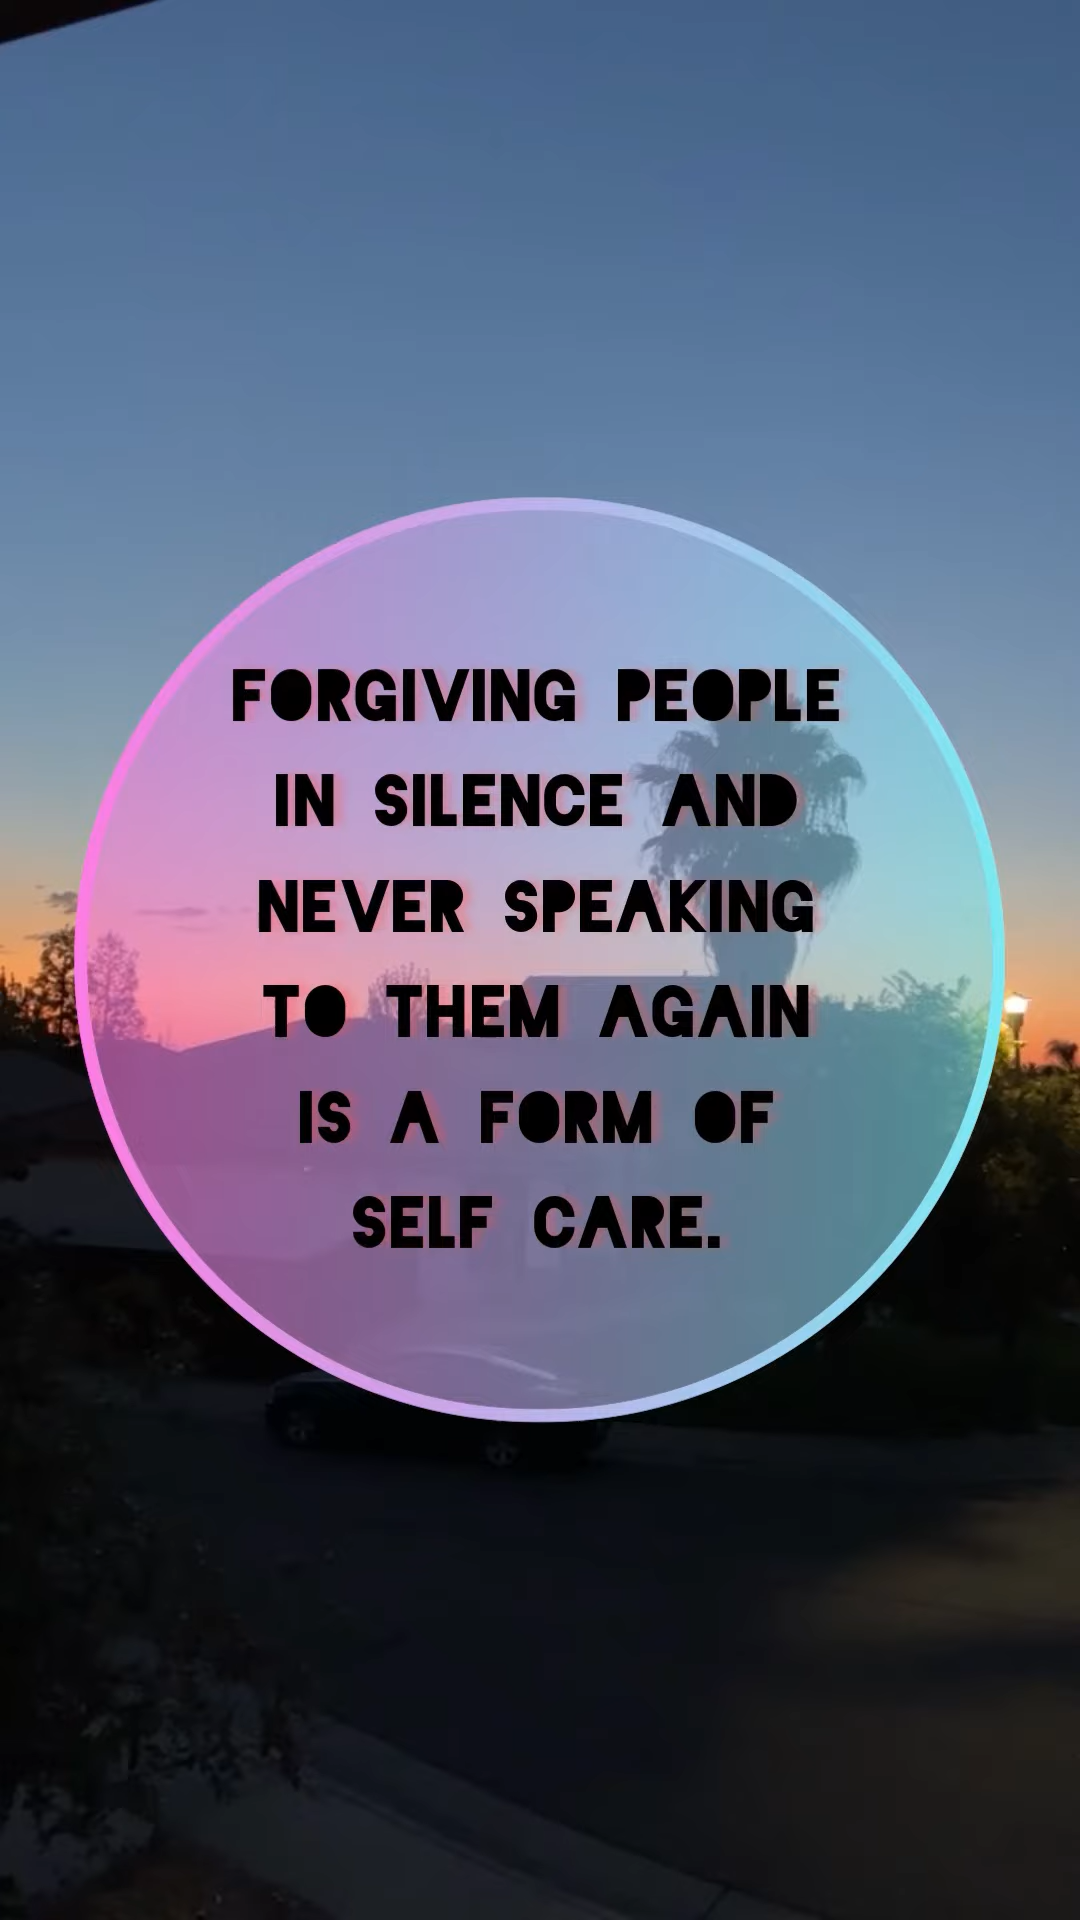 FORGIVING PEOPLE
IN SILENCE AND
NEVER SPEAKING
TO THEM AGAIN
IS A FORM OF
SELF CARE.